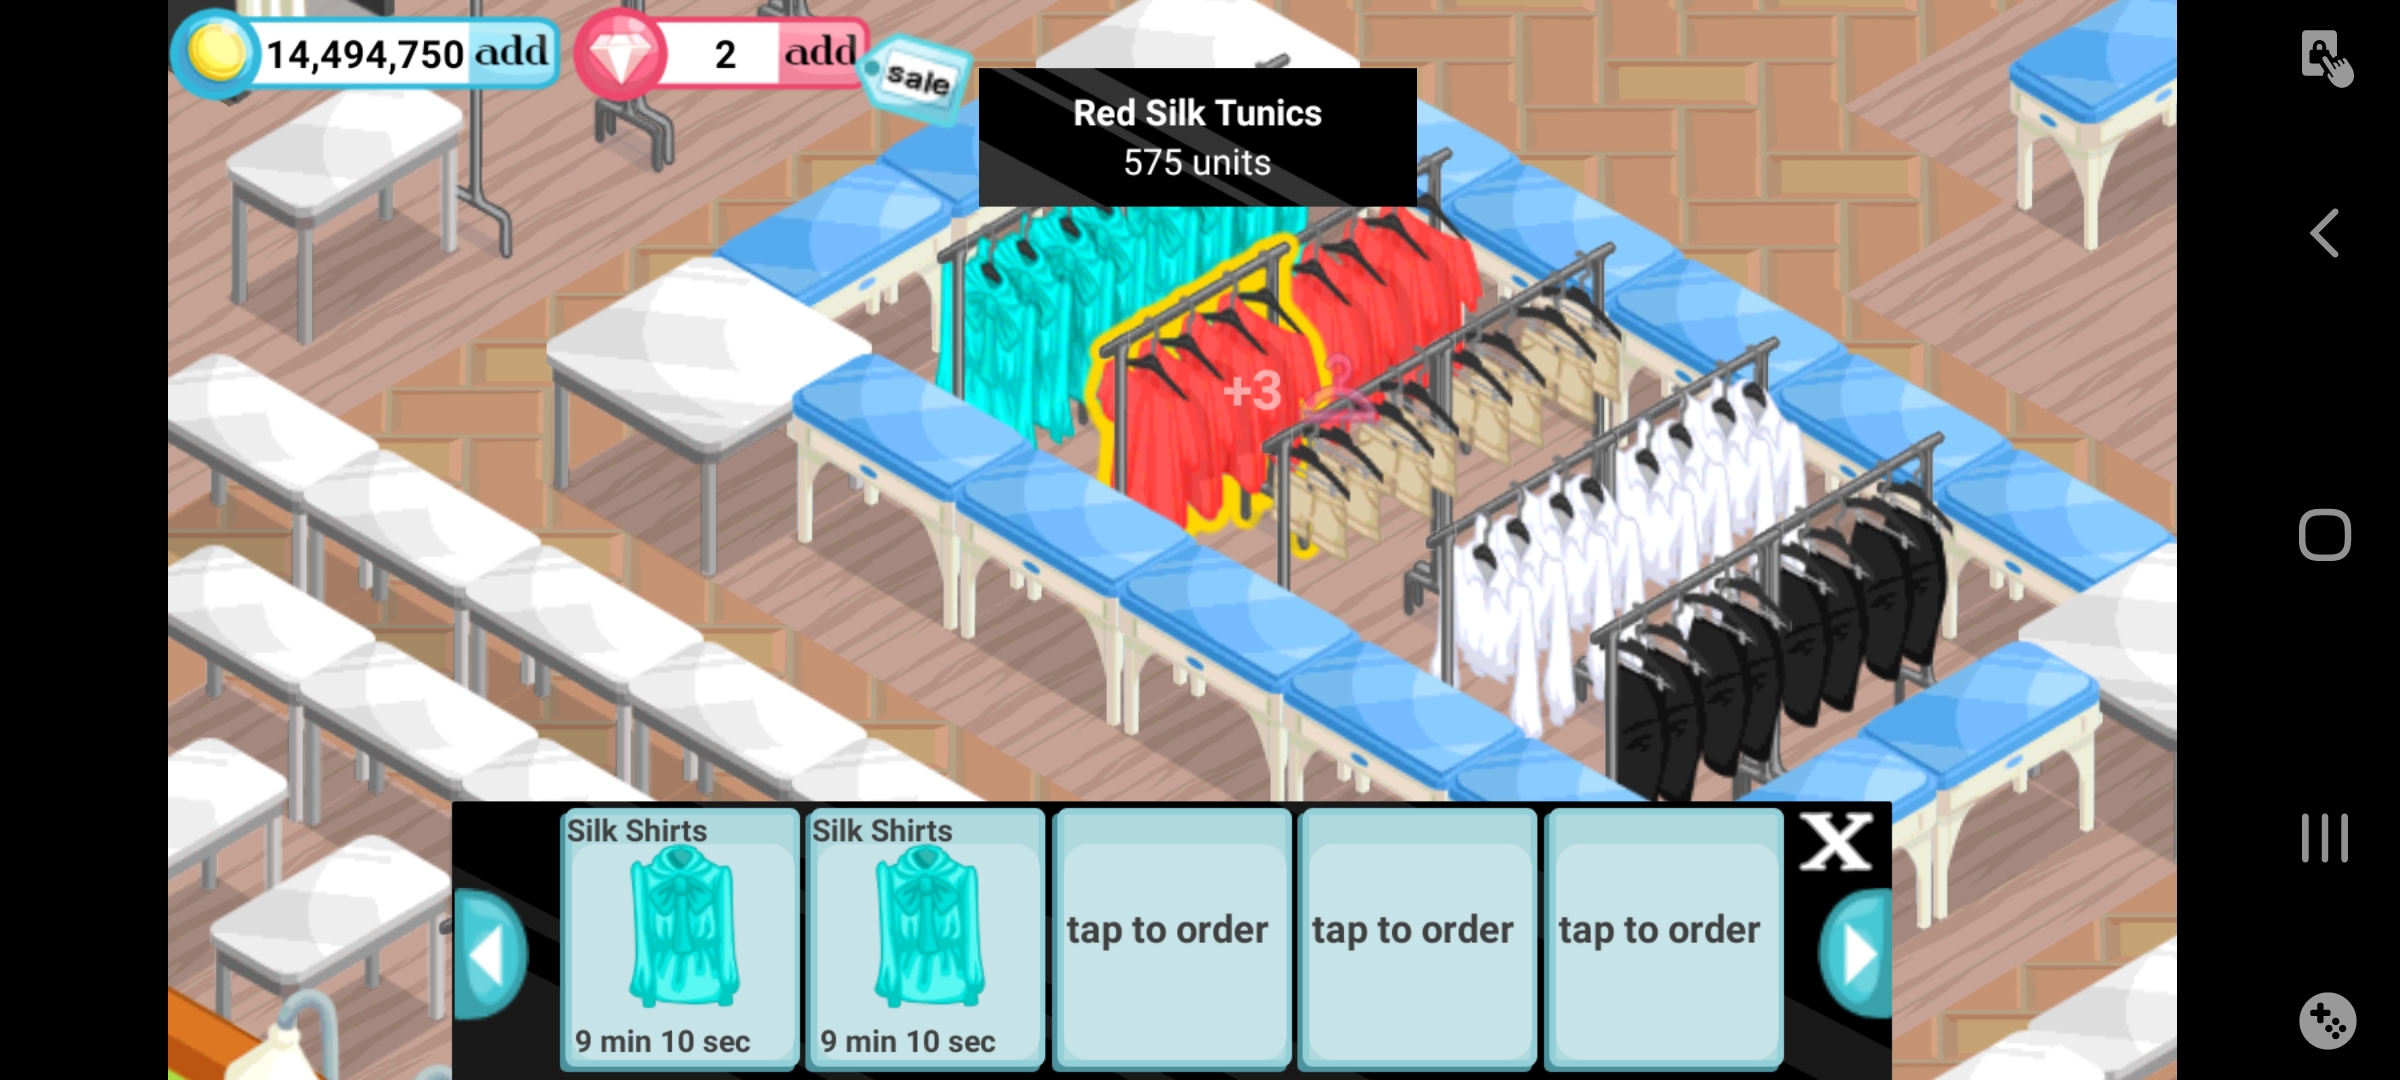 14,494,750 add
2 add
sale
Red Silk Tunics
575 units
+3
Silk Shirts
9 min 10 sec
Silk Shirts
9 min 10 sec
tap to order
tap to order
tap to order
X